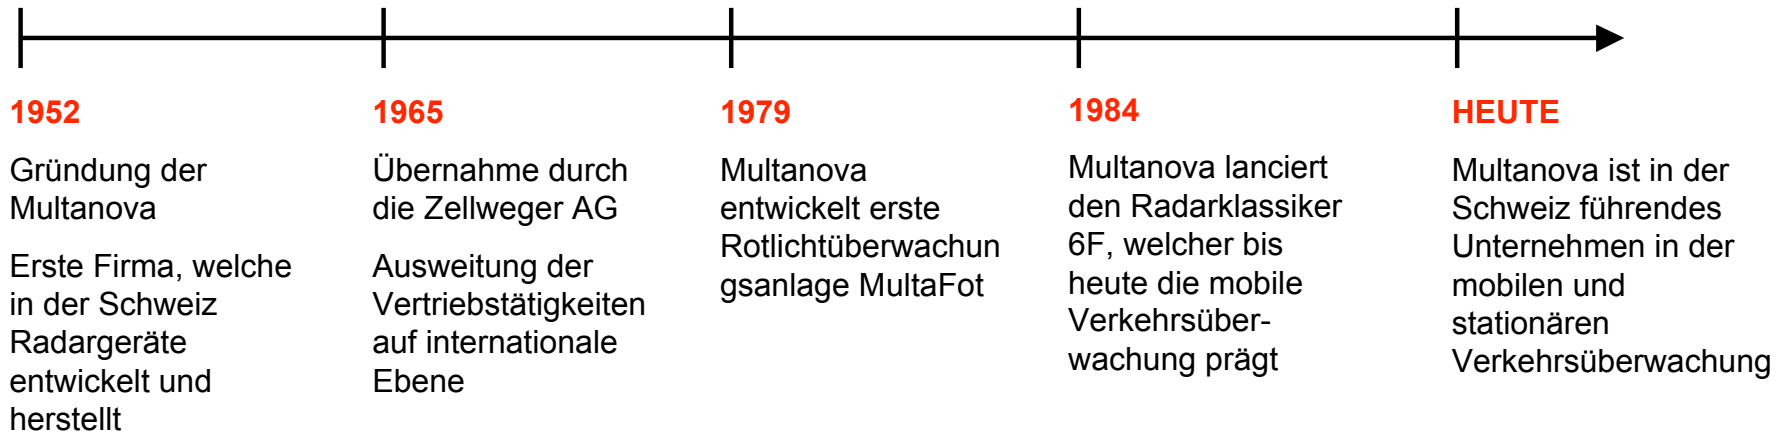 1952
Gründung der
Multanova
Erste Firma, welche
in der Schweiz
Radargeräte
entwickelt und
herstellt
1965
Übernahme durch
die Zellweger AG
Ausweitung der
Vertriebstätigkeiten
auf internationale
Ebene
1979
Multanova
entwickelt erste
Rotlichtüberwachun
gsanlage MultaFot
1984
Multanova lanciert
den Radarklassiker
6F, welcher bis
heute die mobile
Verkehrsüber-
wachung prägt
HEUTE
Multanova ist in der
Schweiz führendes
Unternehmen in der
mobilen und
stationären
Verkehrsüberwachung